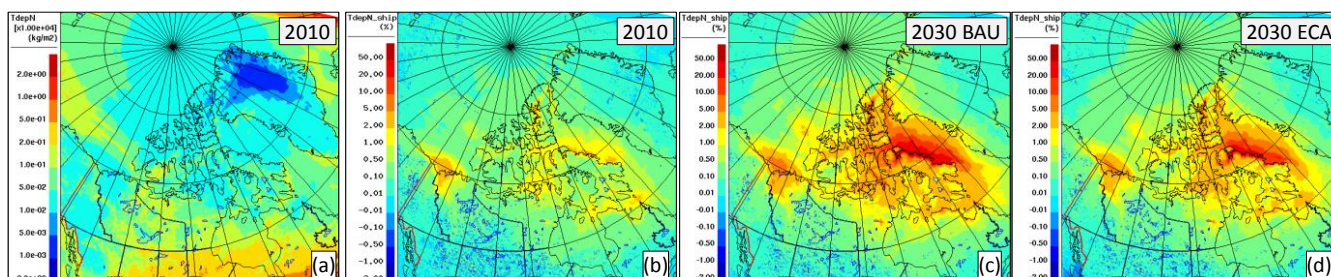 TdepN
[x1.00e+04]
(kg/m2)
2010
2.0e+00
1.0e+00
5.0e-01
2.0e-01
1.0e-01
5.0e-02
1.0e-02
5.0e-03
1.0e-03
(a)
TdepN_ship
(%)
2010
50.00
20.00
10.00
5.00
2.00
1.00
0.50
0.10
0.01
-0.01
-0.10
-0.50
-1.00
(b)
TdepN_ship
(%)
2030 BAU
50.00
20.00
10.00
5.00
2.00
1.00
0.50
0.10
0.01
-0.01
-0.10
-0.50
-1.00
-2.00
(c)
TdepN_ship
(%)
2030 ECA
50.00
20.00
10.00
5.00
2.00
1.00
0.50
0.10
0.01
-0.01
-0.10
-0.50
-1.00
-2.00
(d)